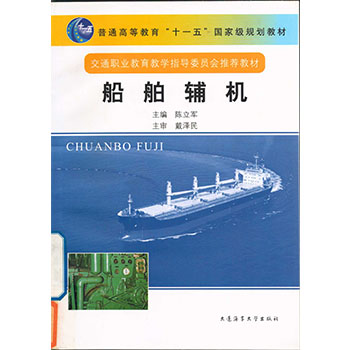 普通高等教育“十一五”国家级规划教材
交通职业教育教学指导委员会推荐教材
船舶辅机
主编 陈立军
主审 戴泽民
CHUANBO FUJI
大连海事大学出版社